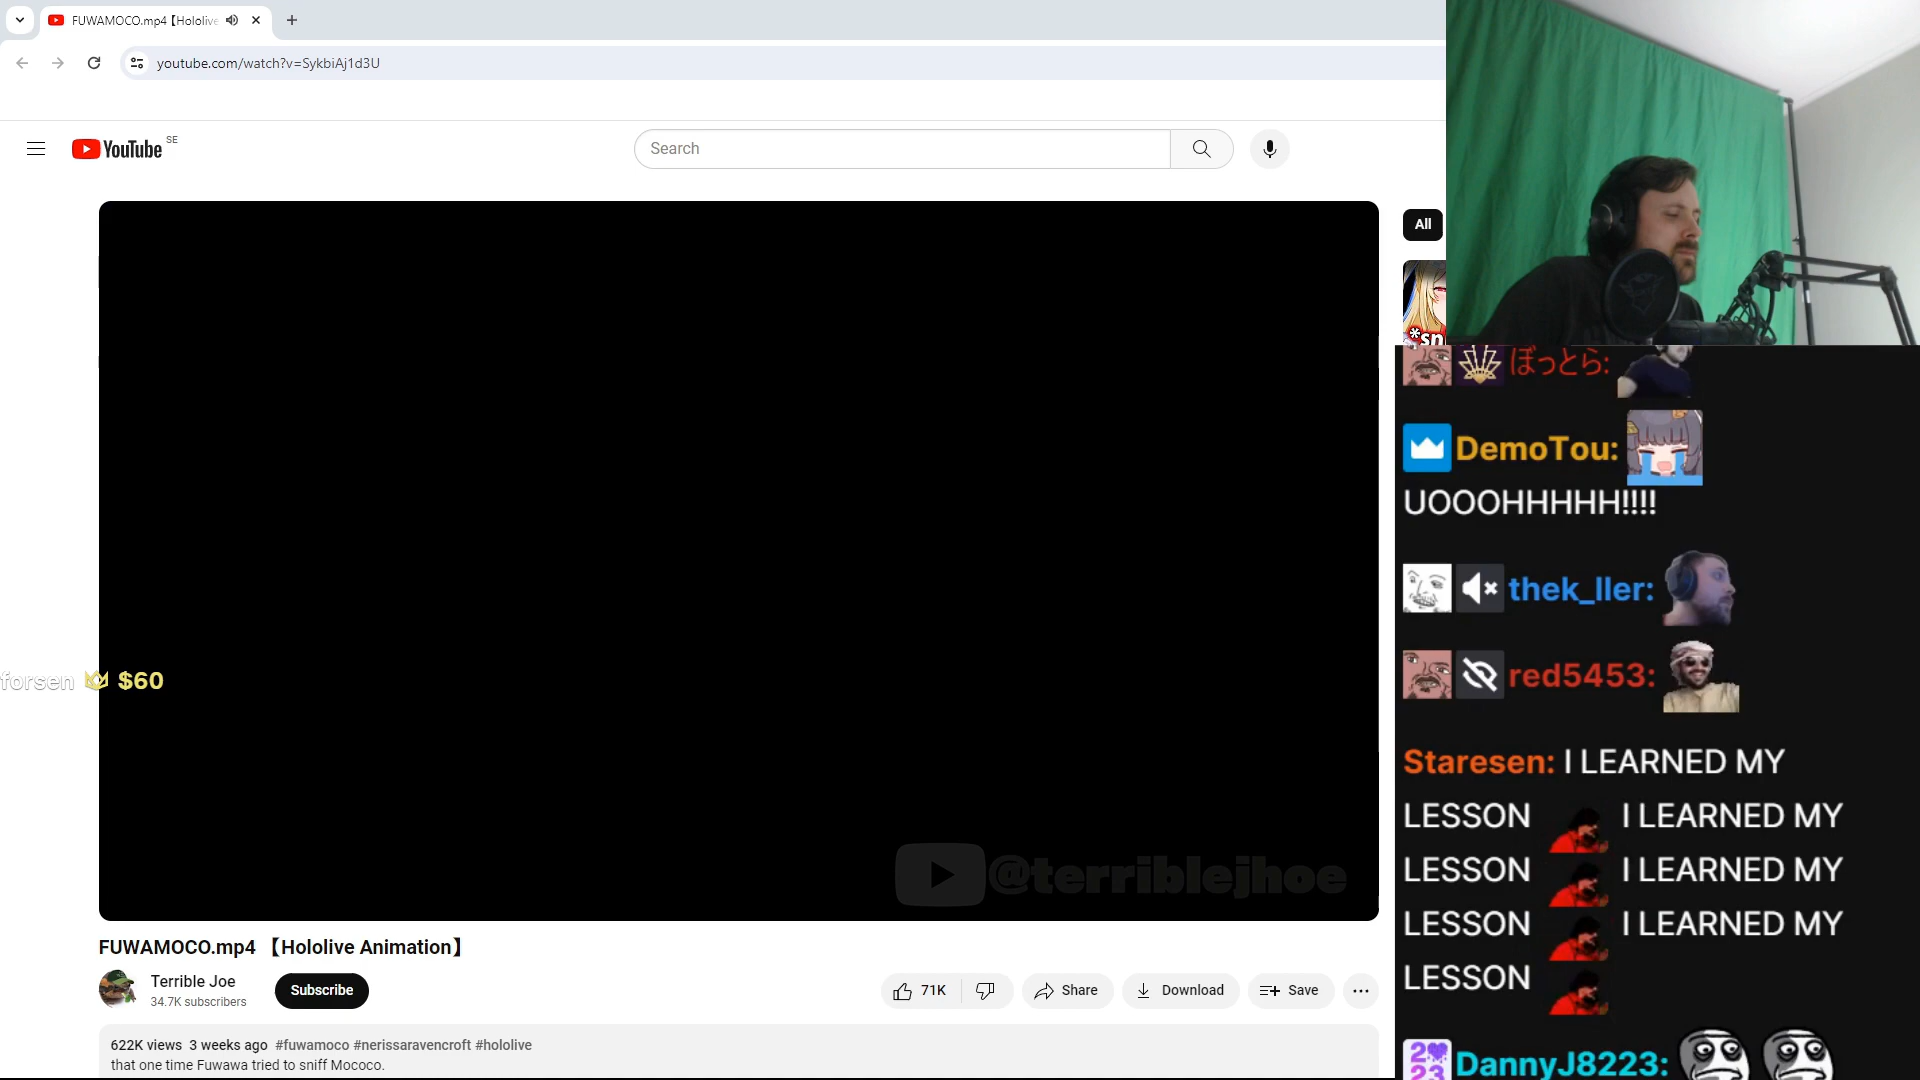 FUWAMOCO.mp4【Hololive
youtube.com/watch?v=SykbiAj1d3U
YouTube SE
Search
All
*sn
forsen $60
@terriblejhoe
FUWAMOCO.mp4 【Hololive Animation】
Terrible Joe
34.7K subscribers
Subscribe
71K
Share
Download
Save
622K views 3 weeks ago #fuwamoco #nerissaravencroft #hololive
that one time Fuwawa tried to sniff Mococo.
ぼっとら:
DemoTou:
UOOOHHHHH!!!!
thek_ller:
red5453:
Staresen: I LEARNED MY
LESSON I LEARNED MY
LESSON I LEARNED MY
LESSON I LEARNED MY
LESSON
2023 DannyJ8223: